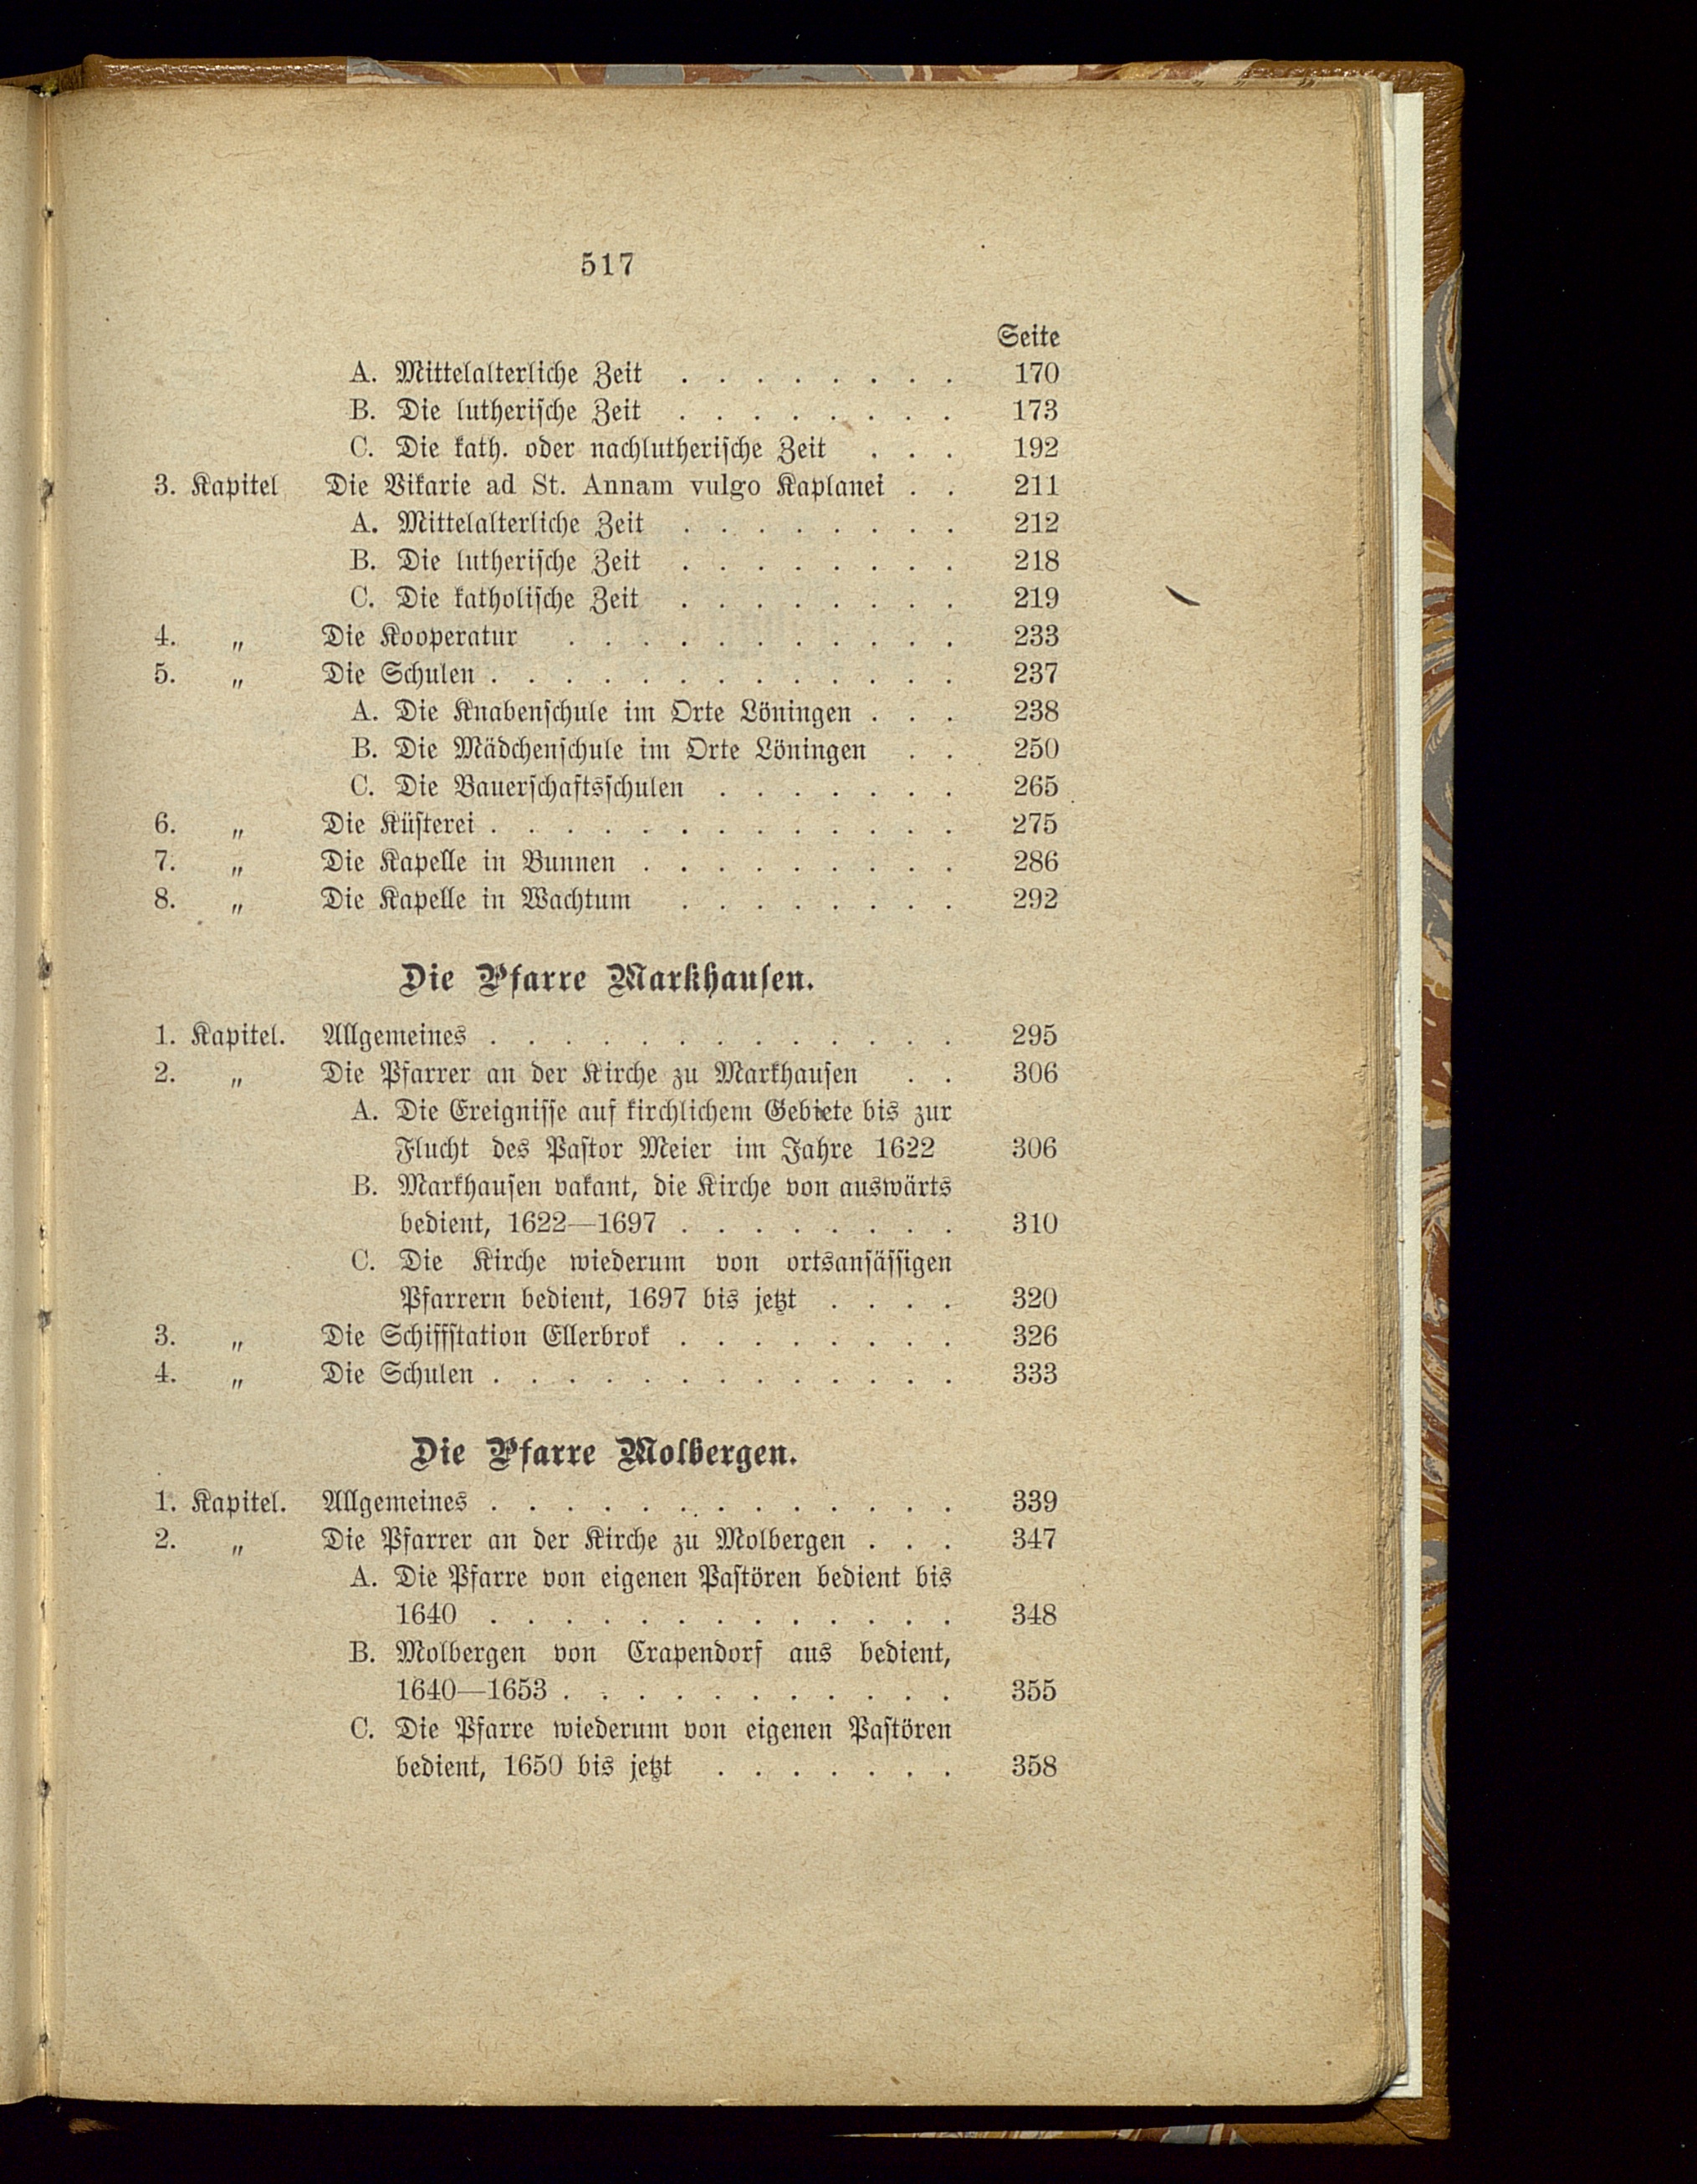 517
Seite
A. Mittelalterliche Zeit . . . . . . . . 170
B. Die lutherische Zeit . . . . . . . . 173
C. Die kath. oder nachlutherische Zeit . . . 192
3. Kapitel Die Vikarie ad St. Annam vulgo Kaplanei . . 211
A. Mittelalterliche Zeit . . . . . . . . 212
B. Die lutherische Zeit . . . . . . . . 218
C. Die katholische Zeit . . . . . . . . 219
4. „ Die Kooperatur . . . . . . . . . . . 233
5. „ Die Schulen . . . . . . . . . . . . . 237
A. Die Knabenschule im Orte Löningen . . . 238
B. Die Mädchenschule im Orte Löningen . . 250
C. Die Bauerschaftsschulen . . . . . . . 265
6. „ Die Küsterei . . . . . . . . . . . . . 275
7. „ Die Kapelle in Bunnen . . . . . . . . . 286
8. „ Die Kapelle in Wachtum . . . . . . . . 292
Die Pfarre Markhausen.
1. Kapitel. Allgemeines . . . . . . . . . . . . . 295
2. „ Die Pfarrer an der Kirche zu Markhausen . . 306
A. Die Ereignisse auf kirchlichem Gebiete bis zur
Flucht des Pastor Meier im Jahre 1622 306
B. Markhausen vakant, die Kirche von auswärts
bedient, 1622—1697 . . . . . . . . 310
C. Die Kirche wiederum von ortsansässigen
Pfarrern bedient, 1697 bis jetzt . . . . 320
3. „ Die Schiffstation Ellerbrok . . . . . . . . 326
4. „ Die Schulen . . . . . . . . . . . . . 333
Die Pfarre Molbergen.
1. Kapitel. Allgemeines . . . . . . . . . . . . . 339
2. „ Die Pfarrer an der Kirche zu Molbergen . . . 347
A. Die Pfarre von eigenen Pastören bedient bis
1640 . . . . . . . . . . . . . 348
B. Molbergen von Crapendorf aus bedient,
1640—1653 . . . . . . . . . . . 355
C. Die Pfarre wiederum von eigenen Pastören
bedient, 1650 bis jetzt . . . . . . . 358